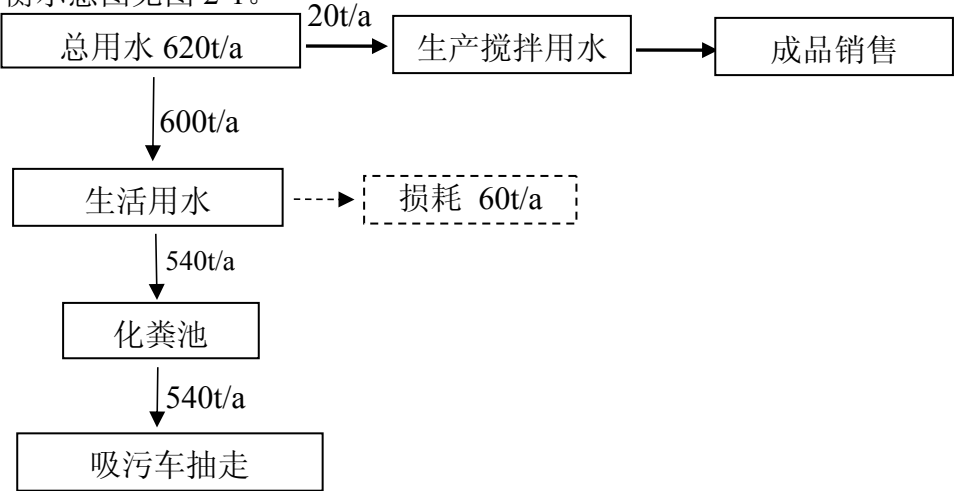 衡示意图见图 2-1。
20t/a
总用水 620t/a
生产搅拌用水
成品销售
600t/a
生活用水
损耗 60t/a
540t/a
化粪池
540t/a
吸污车抽走